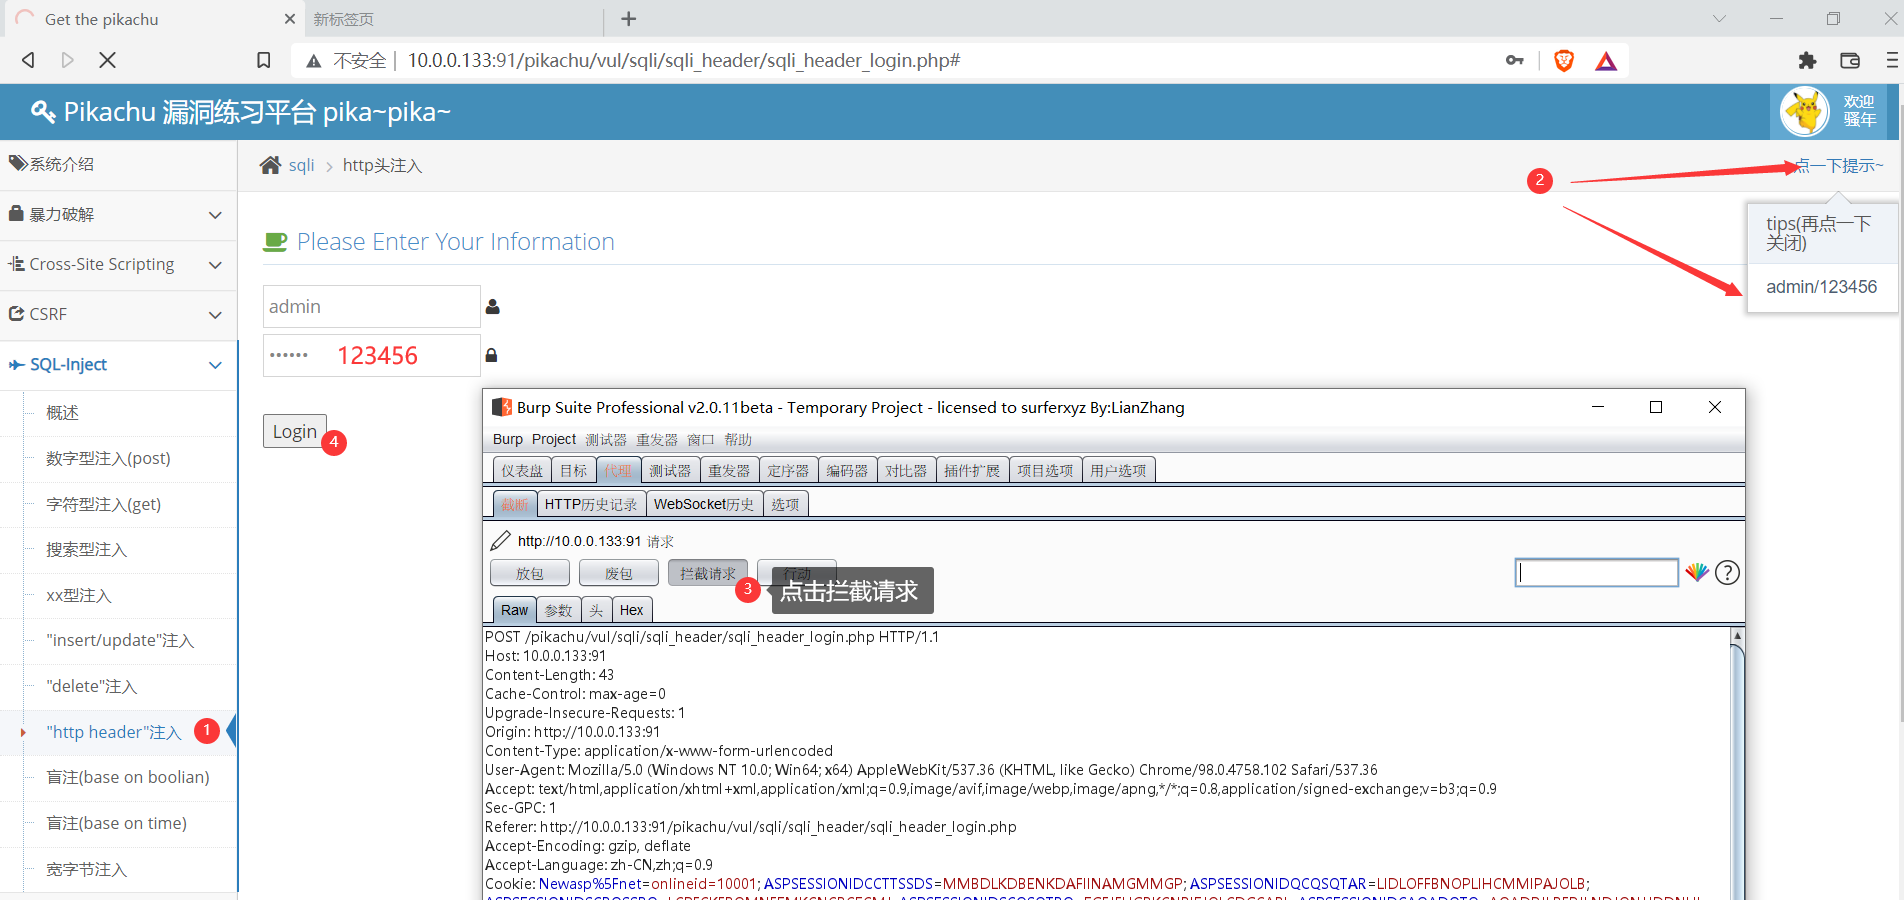 Get the pikachu
新标签页
不安全
10.0.0.133:91/pikachu/vul/sqli/sqli_header/sqli_header_login.php#
Pikachu 漏洞练习平台 pika~pika~
欢迎
骚年
系统介绍
暴力破解
Cross-Site Scripting
CSRF
SQL-Inject
概述
数字型注入(post)
字符型注入(get)
搜索型注入
xx型注入
"insert/update"注入
"delete"注入
"http header"注入
1
盲注(base on boolian)
盲注(base on time)
宽字节注入
sqli
http头注入
2
点一下提示~
tips(再点一下
关闭)
admin/123456
Please Enter Your Information
admin
123456
Login
4
Burp Suite Professional v2.0.11beta - Temporary Project - licensed to surferxyz By:LianZhang
Burp Project 测试器 重发器 窗口 帮助
仪表盘 目标 代理 测试器 重发器 定序器 编码器 对比器 插件扩展 项目选项 用户选项
截断 HTTP历史记录 WebSocket历史 选项
http://10.0.0.133:91 请求
放包 废包 拦截请求 行动
3
点击拦截请求
?
Raw 参数 头 Hex
POST /pikachu/vul/sqli/sqli_header/sqli_header_login.php HTTP/1.1
Host: 10.0.0.133:91
Content-Length: 43
Cache-Control: max-age=0
Upgrade-Insecure-Requests: 1
Origin: http://10.0.0.133:91
Content-Type: application/x-www-form-urlencoded
User-Agent: Mozilla/5.0 (Windows NT 10.0; Win64; x64) AppleWebKit/537.36 (KHTML, like Gecko) Chrome/98.0.4758.102 Safari/537.36
Accept: text/html,application/xhtml+xml,application/xml;q=0.9,image/avif,image/webp,image/apng,*/*;q=0.8,application/signed-exchange;v=b3;q=0.9
Sec-GPC: 1
Referer: http://10.0.0.133:91/pikachu/vul/sqli/sqli_header/sqli_header_login.php
Accept-Encoding: gzip, deflate
Accept-Language: zh-CN,zh;q=0.9
Cookie: Newasp%5Fnet=onlineid=10001; ASPSESSIONIDCCTTSSDS=MMBDLKDBENKDAFIINAMGMMGP; ASPSESSIONIDQCQSQTAR=LIDLOFFBNOPLIHCMMIPAJOLB;